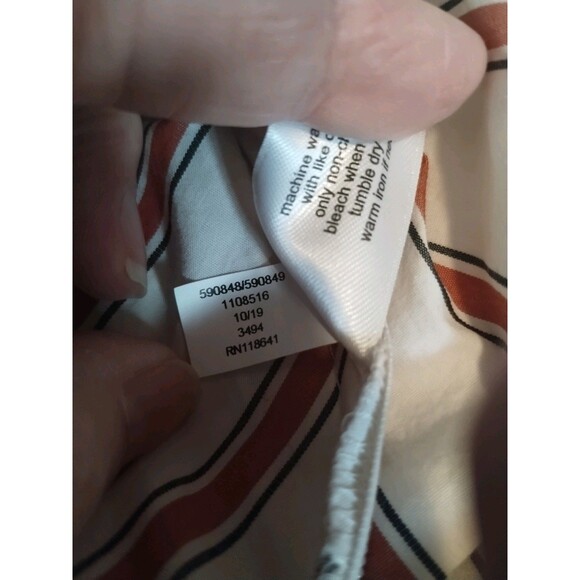 machine
with like
only
bleach when
tumble dry
warm iron if
590848/590849
1108516
10/19
3494
RN118641